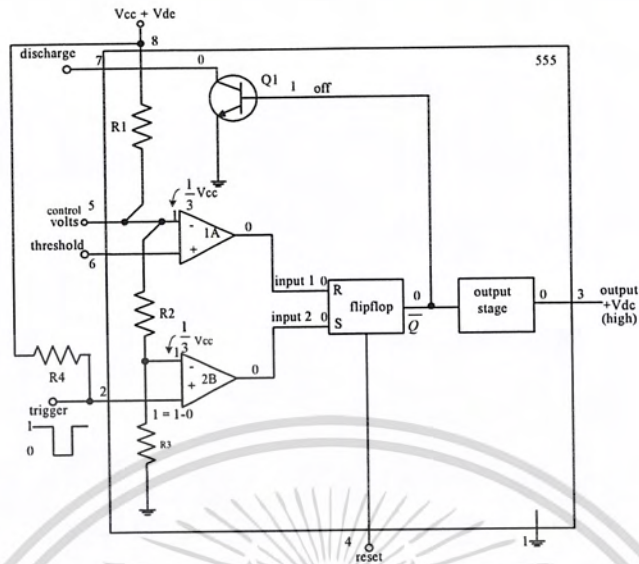 Vcc + Vdc
8
555
discharge
7
0
Q1
1 off
R1
control
volts
5
1
1/3 Vcc
-
1A
+
0
threshold
6
input 1 0
R
flipflop
0
Q̅
output
stage
0
3
output
+Vdc
(high)
R2
input 2 0
S
1/3 Vcc
1
-
2B
+
0
R4
2
trigger
1 = 1-0
1
0
R3
4
reset
1